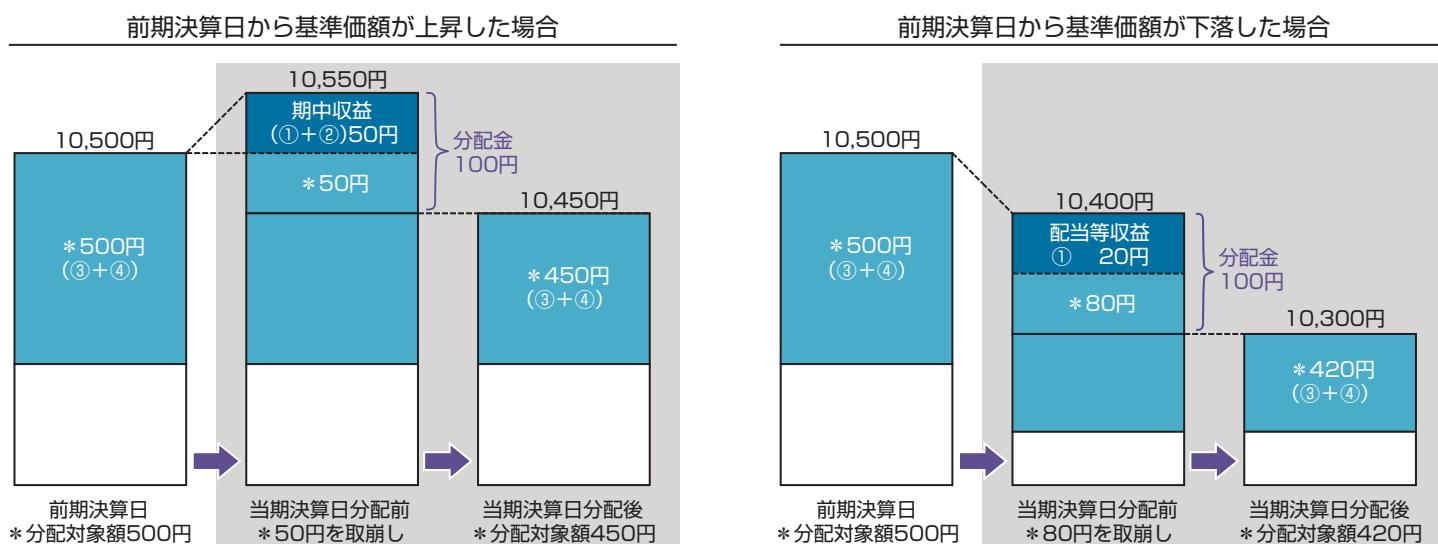 前期決算日から基準価額が上昇した場合
10,500円
＊500円
（③＋④）
前期決算日
＊分配対象額500円
10,550円
期中収益
（①＋②）50円
＊50円
分配金
100円
当期決算日分配前
＊50円を取崩し
10,450円
＊450円
（③＋④）
当期決算日分配後
＊分配対象額450円
前期決算日から基準価額が下落した場合
10,500円
＊500円
（③＋④）
前期決算日
＊分配対象額500円
10,400円
配当等収益
①　20円
＊80円
分配金
100円
当期決算日分配前
＊80円を取崩し
10,300円
＊420円
（③＋④）
当期決算日分配後
＊分配対象額420円